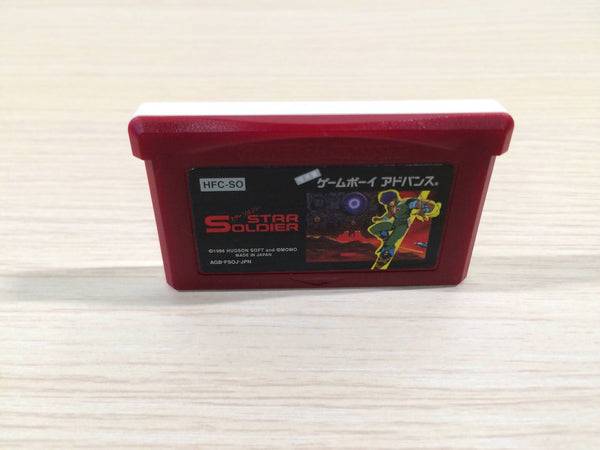 HFC-SO
ゲームボーイ アドバンス®
STAR
SOLDIER
©1986 HUDSON SOFT and ©MOMO
MADE IN JAPAN
AGB-FSOJ-JPN